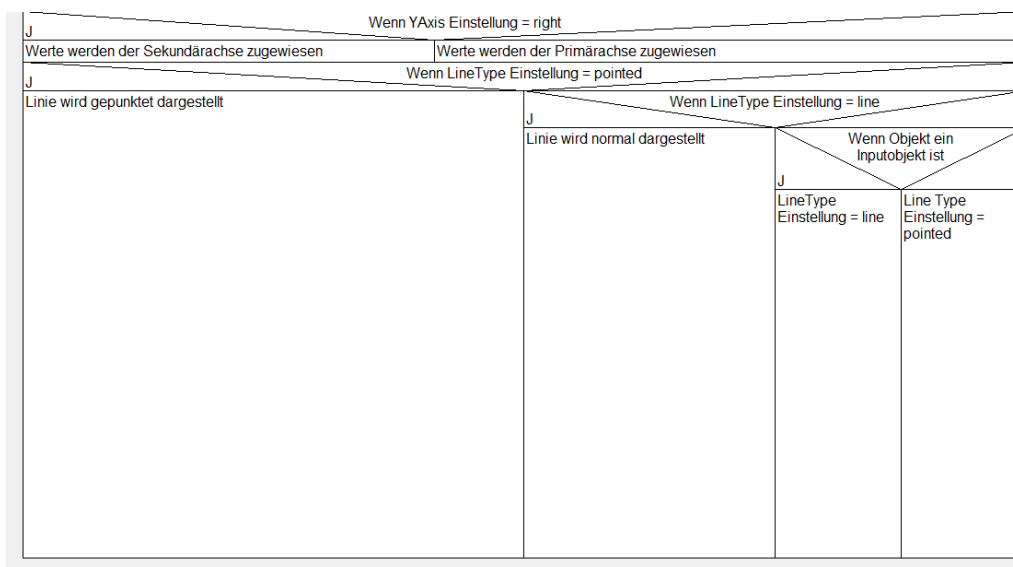 Wenn YAxis Einstellung = right
J
Werte werden der Sekundärachse zugewiesen
Werte werden der Primärachse zugewiesen
Wenn LineType Einstellung = pointed
J
Linie wird gepunktet dargestellt
Wenn LineType Einstellung = line
J
Linie wird normal dargestellt
Wenn Objekt ein
Inputobjekt ist
J
LineType
Einstellung = line
Line Type
Einstellung =
pointed